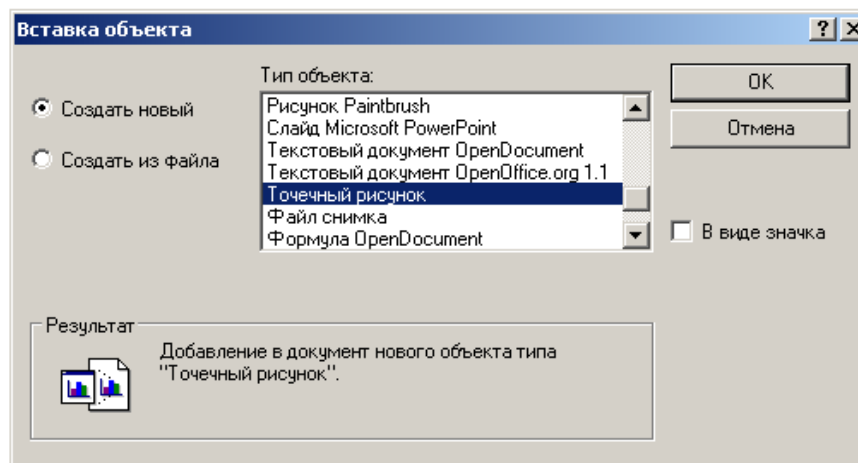 Вставка объекта
Тип объекта:
Создать новый
Создать из файла
Рисунок Paintbrush
Слайд Microsoft PowerPoint
Текстовый документ OpenDocument
Текстовый документ OpenOffice.org 1.1
Точечный рисунок
Файл снимка
Формула OpenDocument
OK
Отмена
В виде значка
Результат
Добавление в документ нового объекта типа
"Точечный рисунок".